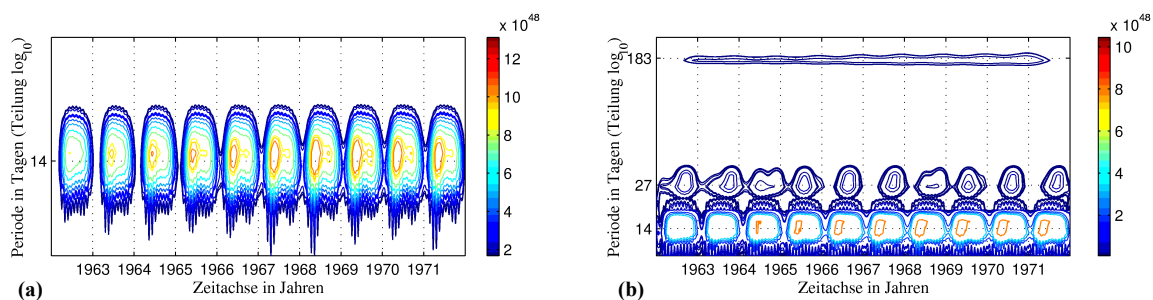 x 10^48
12
10
8
6
4
2
Periode in Tagen (Teilung log_10)
14
1963 1964 1965 1966 1967 1968 1969 1970 1971
Zeitachse in Jahren
(a)
x 10^48
10
8
6
4
2
Periode in Tagen (Teilung log_10)
183
27
14
1963 1964 1965 1966 1967 1968 1969 1970 1971
Zeitachse in Jahren
(b)